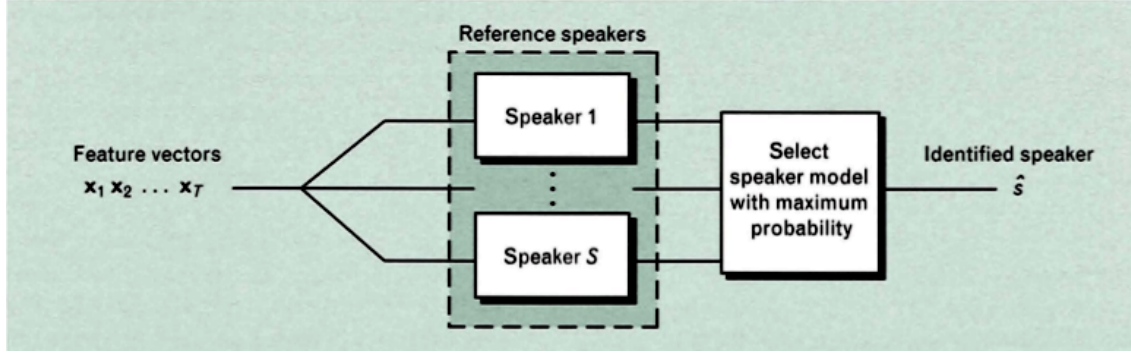 Reference speakers
Speaker 1
Feature vectors
x₁ x₂ ... x_T
Select
speaker model
with maximum
probability
Identified speaker
ŝ
Speaker S